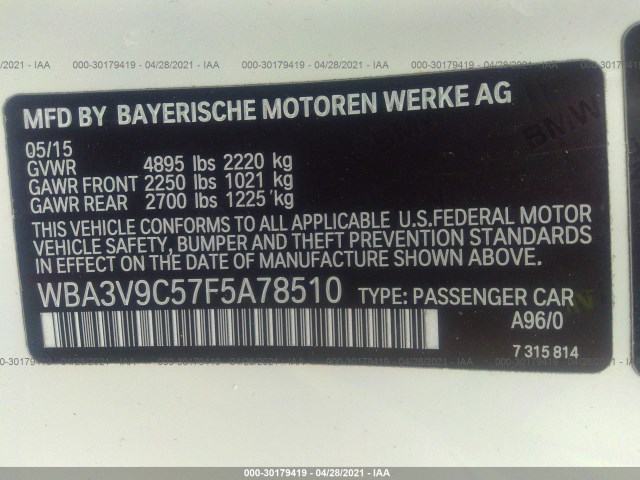 000-30179419 - 04/28/2021 - IAA
MFD BY BAYERISCHE MOTOREN WERKE AG
05/15
GVWR 4895 lbs 2220 kg
GAWR FRONT 2250 lbs 1021 kg
GAWR REAR 2700 lbs 1225 kg
THIS VEHICLE CONFORMS TO ALL APPLICABLE U.S.FEDERAL MOTOR
VEHICLE SAFETY, BUMPER AND THEFT PREVENTION STANDARDS
IN EFFECT ON THE DATE OF MANUFACTURE SHOWN ABOVE.
WBA3V9C57F5A78510 TYPE: PASSENGER CAR
A96/0
7 315 814
000-30179419 - 04/28/2021 - IAA